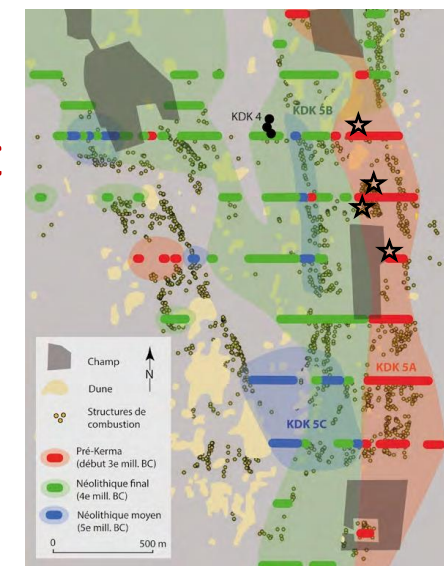 KDK 4
KDK 5B
KDK 5A
KDK 5C
Champ
N
Dune
Structures de
combustion
Pré-Kerma
(début 3e mill. BC)
Néolithique final
(4e mill. BC)
Néolithique moyen
(5e mill. BC)
0
500 m